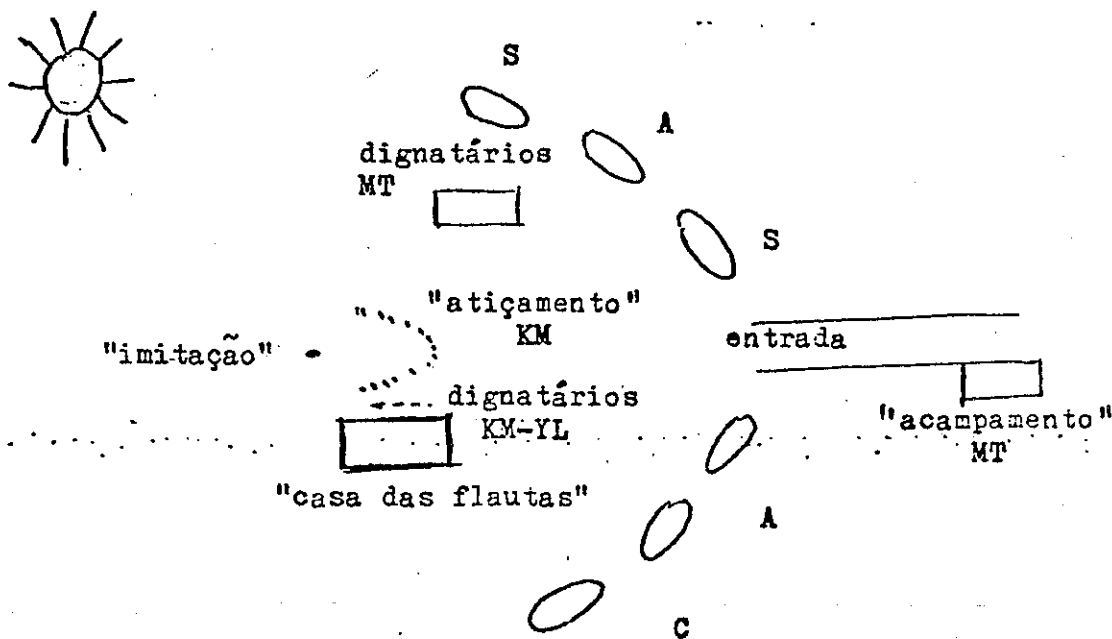 S
A
dignatários
MT
S
"atiçamento"
KM
"imitação"
entrada
dignatários
KM-YL
"acampamento"
MT
"casa das flautas"
A
C